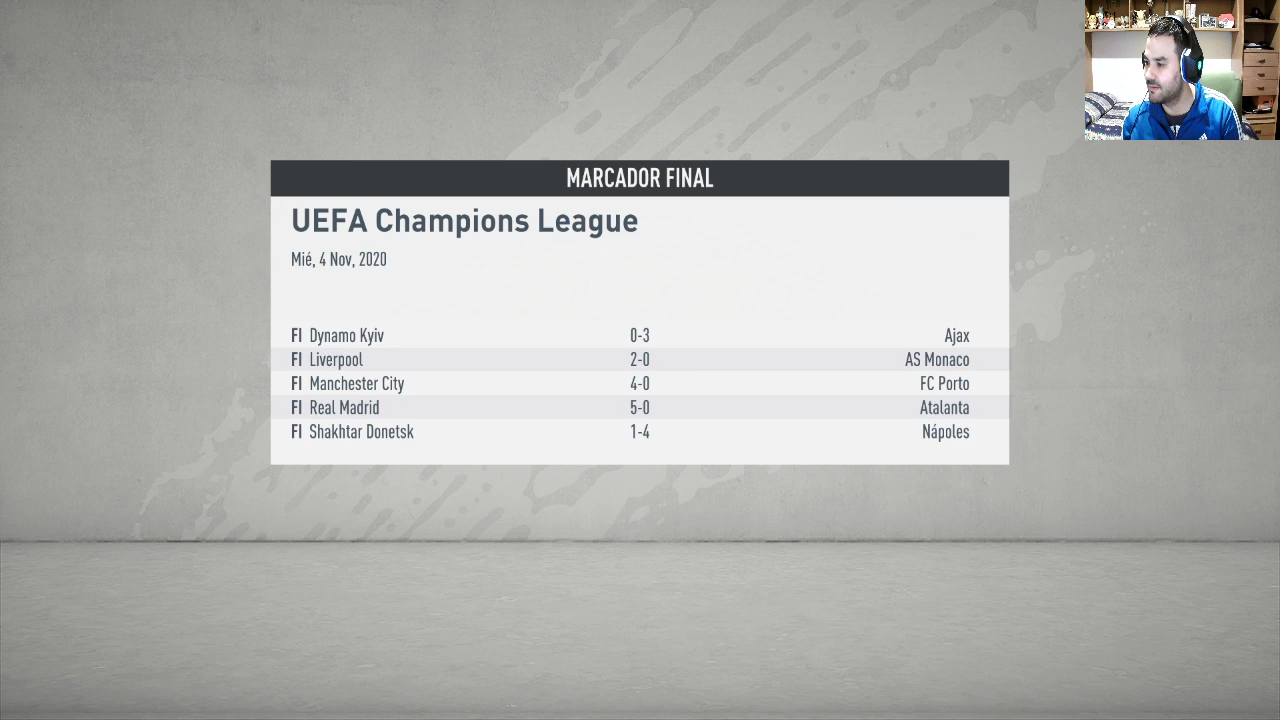 MARCADOR FINAL
UEFA Champions League
Mié, 4 Nov, 2020
FI Dynamo Kyiv 0-3 Ajax
FI Liverpool 2-0 AS Monaco
FI Manchester City 4-0 FC Porto
FI Real Madrid 5-0 Atalanta
FI Shakhtar Donetsk 1-4 Nápoles